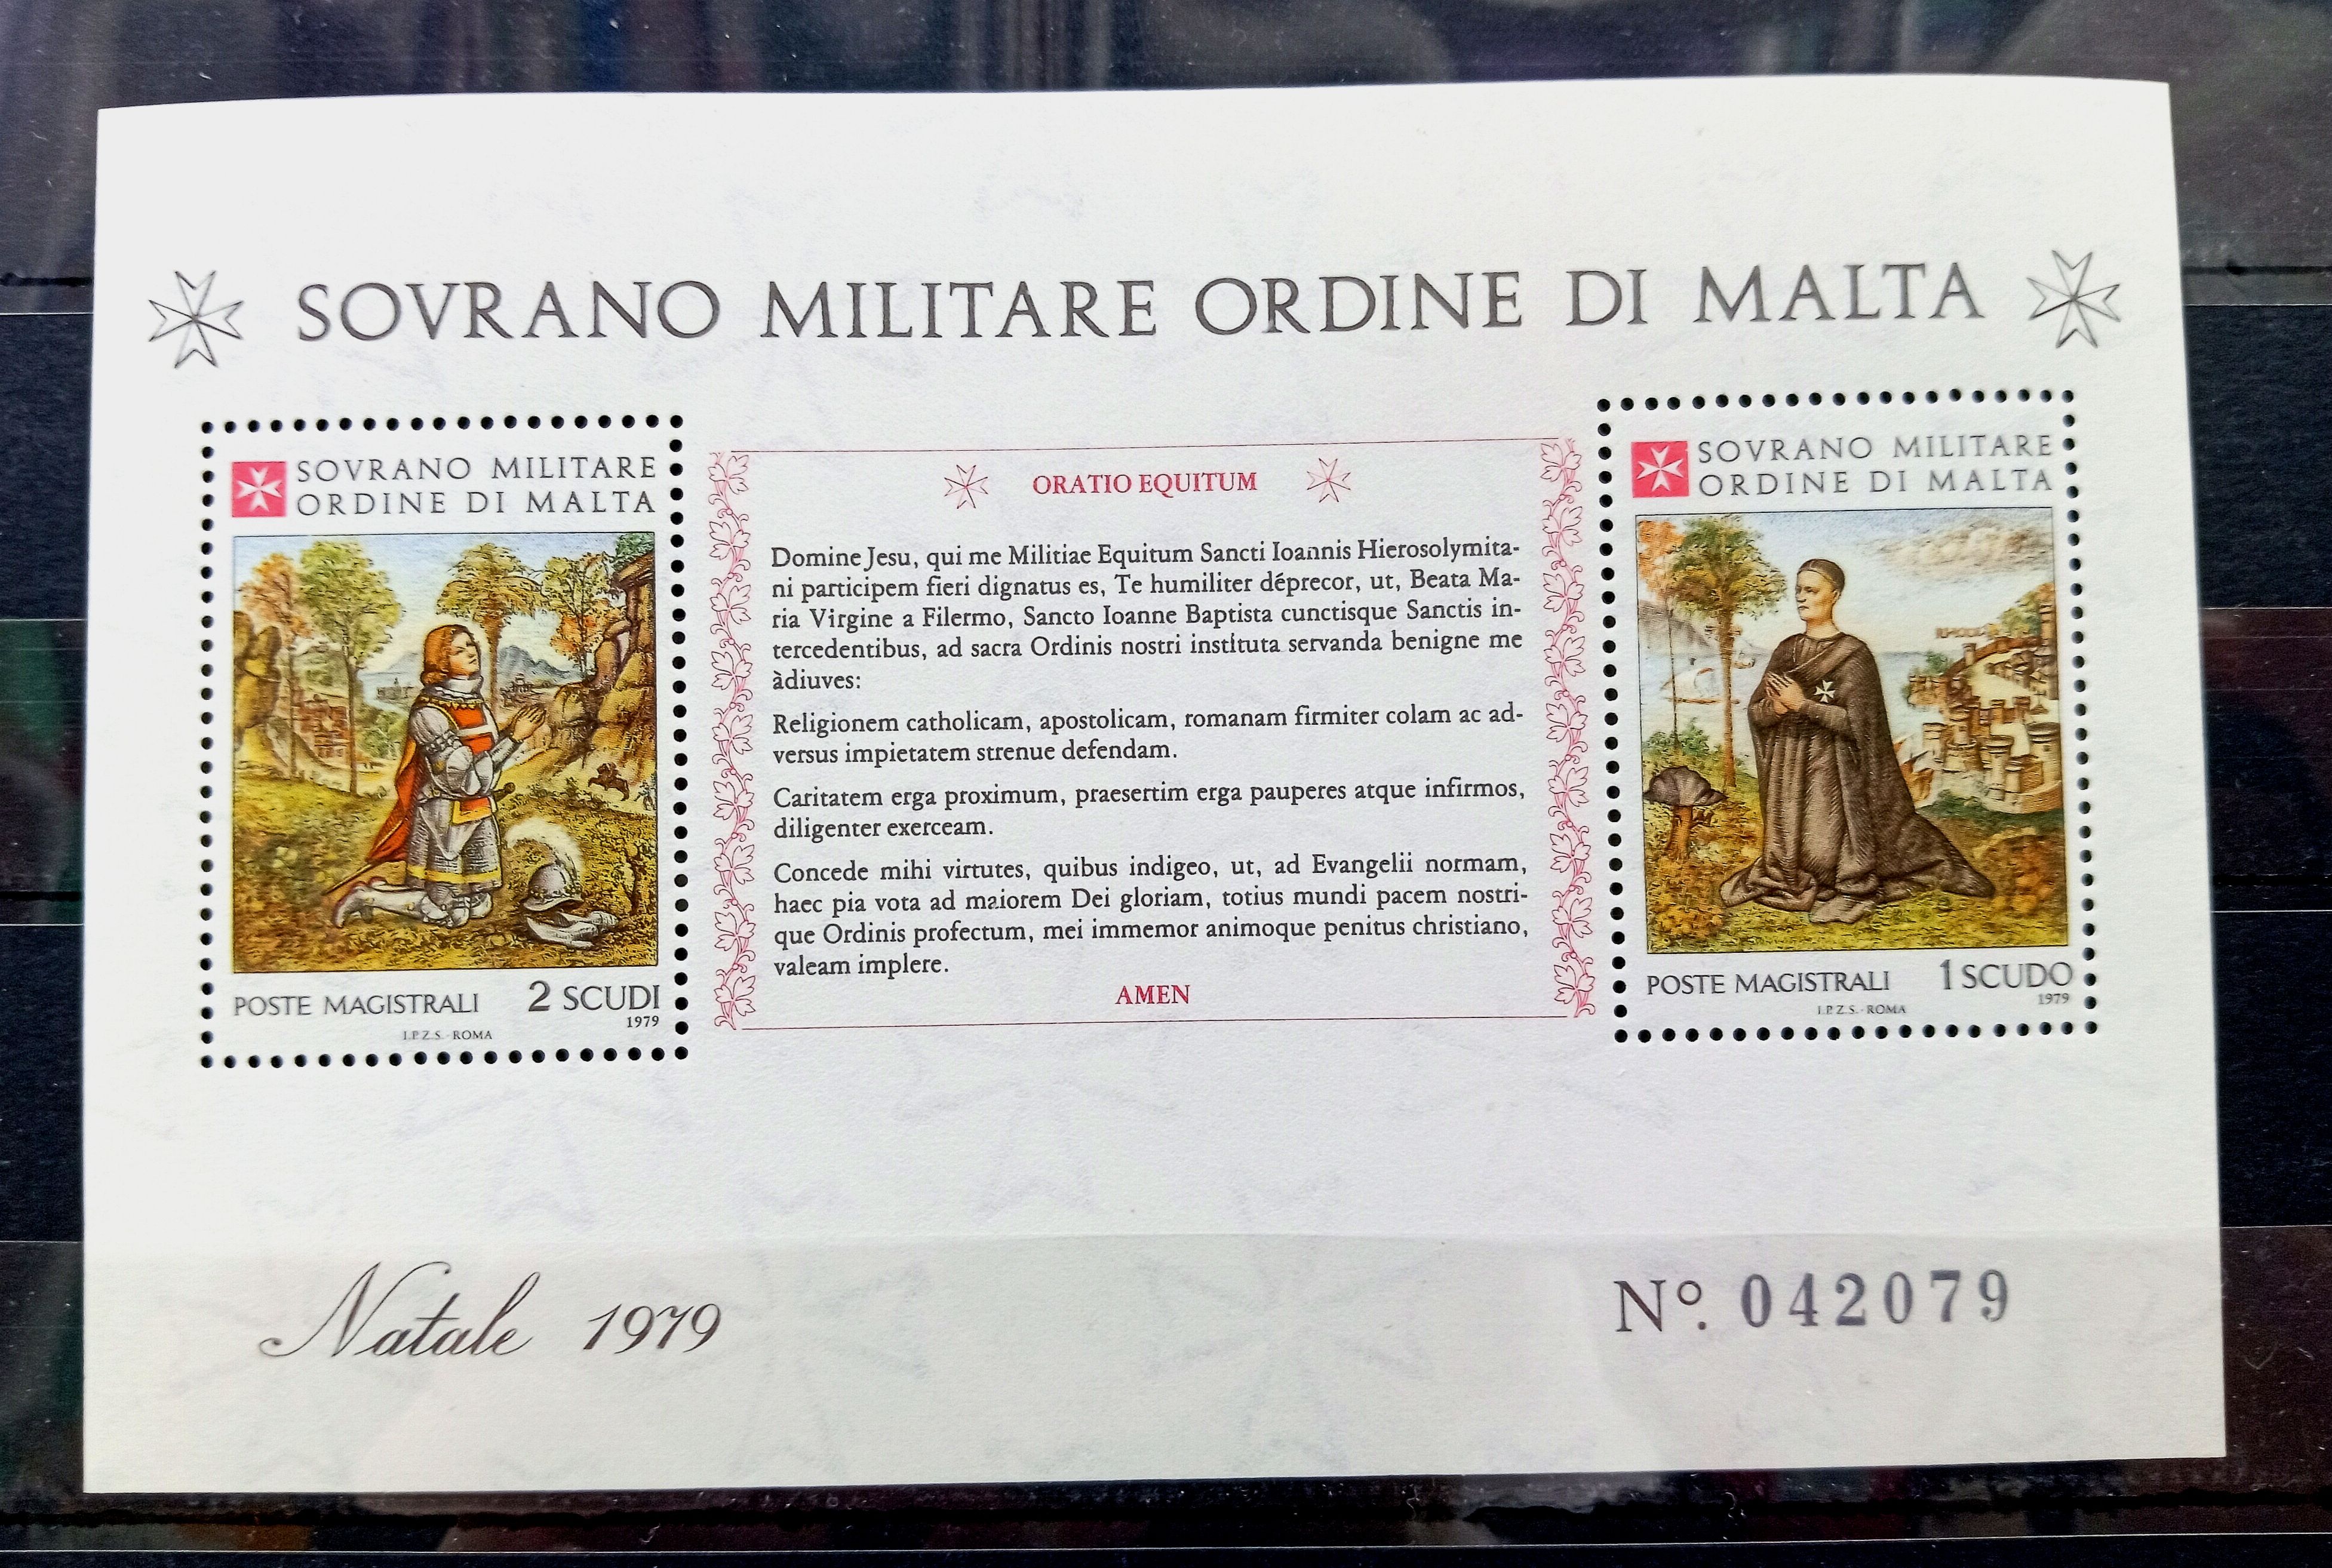 SOVRANO MILITARE ORDINE DI MALTA
SOVRANO MILITARE
ORDINE DI MALTA
POSTE MAGISTRALI 2 SCUDI
1979
I.P.Z.S. - ROMA
ORATIO EQUITUM
Domine Jesu, qui me Militiae Equitum Sancti Ioannis Hierosolymita-
ni participem fieri dignatus es, Te humiliter déprecor, ut, Beata Ma-
ria Virgine a Filermo, Sancto Ioanne Baptista cunctisque Sanctis in-
tercedentibus, ad sacra Ordinis nostri instituta servanda benigne me
àdiuves:
Religionem catholicam, apostolicam, romanam firmiter colam ac ad-
versus impietatem strenue defendam.
Caritatem erga proximum, praesertim erga pauperes atque infirmos,
diligenter exerceam.
Concede mihi virtutes, quibus indigeo, ut, ad Evangelii normam,
haec pia vota ad maiorem Dei gloriam, totius mundi pacem nostri-
que Ordinis profectum, mei immemor animoque penitus christiano,
valeam implere.
AMEN
SOVRANO MILITARE
ORDINE DI MALTA
POSTE MAGISTRALI 1 SCUDO
1979
I.P.Z.S. - ROMA
Natale 1979
Nº. 042079